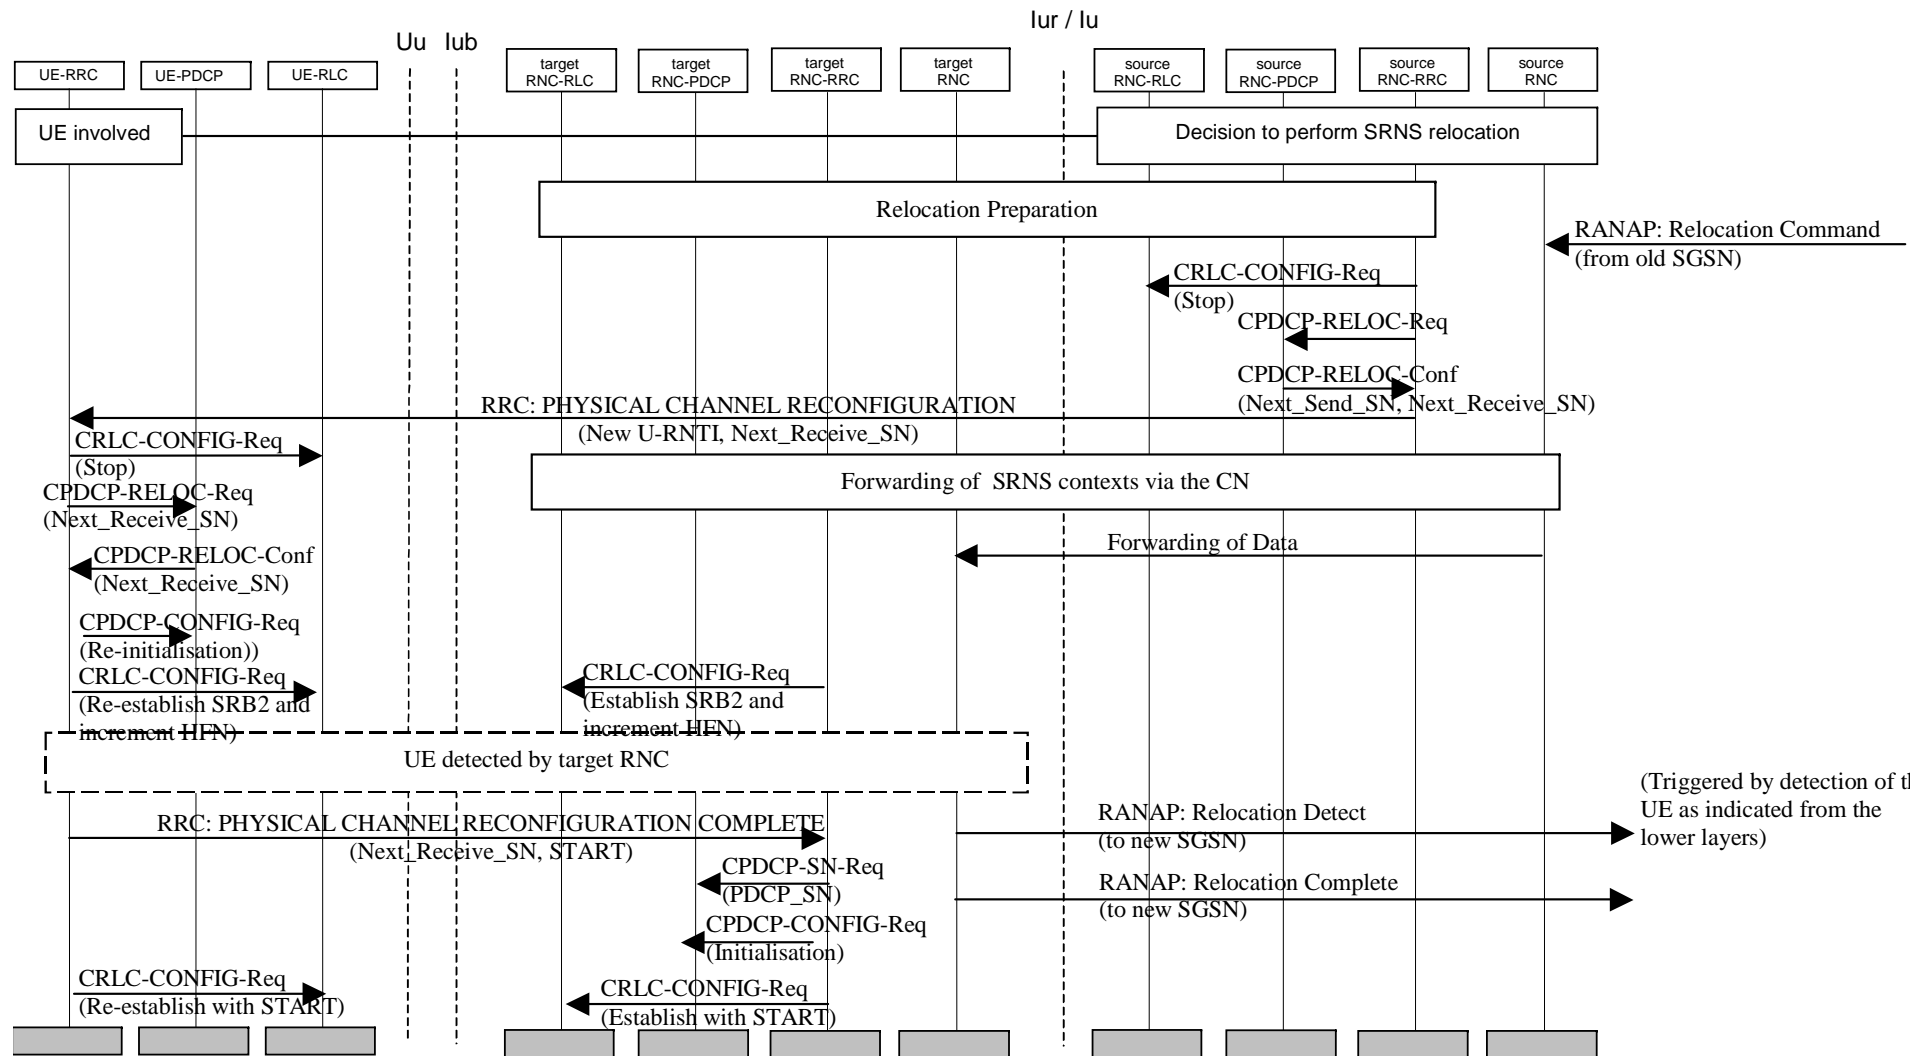 Iur / Iu
Uu Iub
UE-RRC
UE-PDCP
UE-RLC
target
RNC-RLC
target
RNC-PDCP
target
RNC-RRC
target
RNC
source
RNC-RLC
source
RNC-PDCP
source
RNC-RRC
source
RNC
UE involved
Decision to perform SRNS relocation
Relocation Preparation
RANAP: Relocation Command
(from old SGSN)
CRLC-CONFIG-Req
(Stop)
CPDCP-RELOC-Req
CPDCP-RELOC-Conf
(Next_Send_SN, Next_Receive_SN)
RRC: PHYSICAL CHANNEL RECONFIGURATION
(New U-RNTI, Next_Receive_SN)
CRLC-CONFIG-Req
(Stop)
Forwarding of SRNS contexts via the CN
CPDCP-RELOC-Req
(Next_Receive_SN)
Forwarding of Data
CPDCP-RELOC-Conf
(Next_Receive_SN)
CPDCP-CONFIG-Req
(Re-initialisation))
CRLC-CONFIG-Req
(Re-establish SRB2 and
increment HFN)
CRLC-CONFIG-Req
(Establish SRB2 and
increment HFN)
UE detected by target RNC
(Triggered by detection of
UE as indicated from the
lower layers)
RRC: PHYSICAL CHANNEL RECONFIGURATION COMPLETE
(Next_Receive_SN, START)
RANAP: Relocation Detect
(to new SGSN)
CPDCP-SN-Req
(PDCP_SN)
RANAP: Relocation Complete
(to new SGSN)
CPDCP-CONFIG-Req
(Initialisation)
CRLC-CONFIG-Req
(Re-establish with START)
CRLC-CONFIG-Req
(Establish with START)